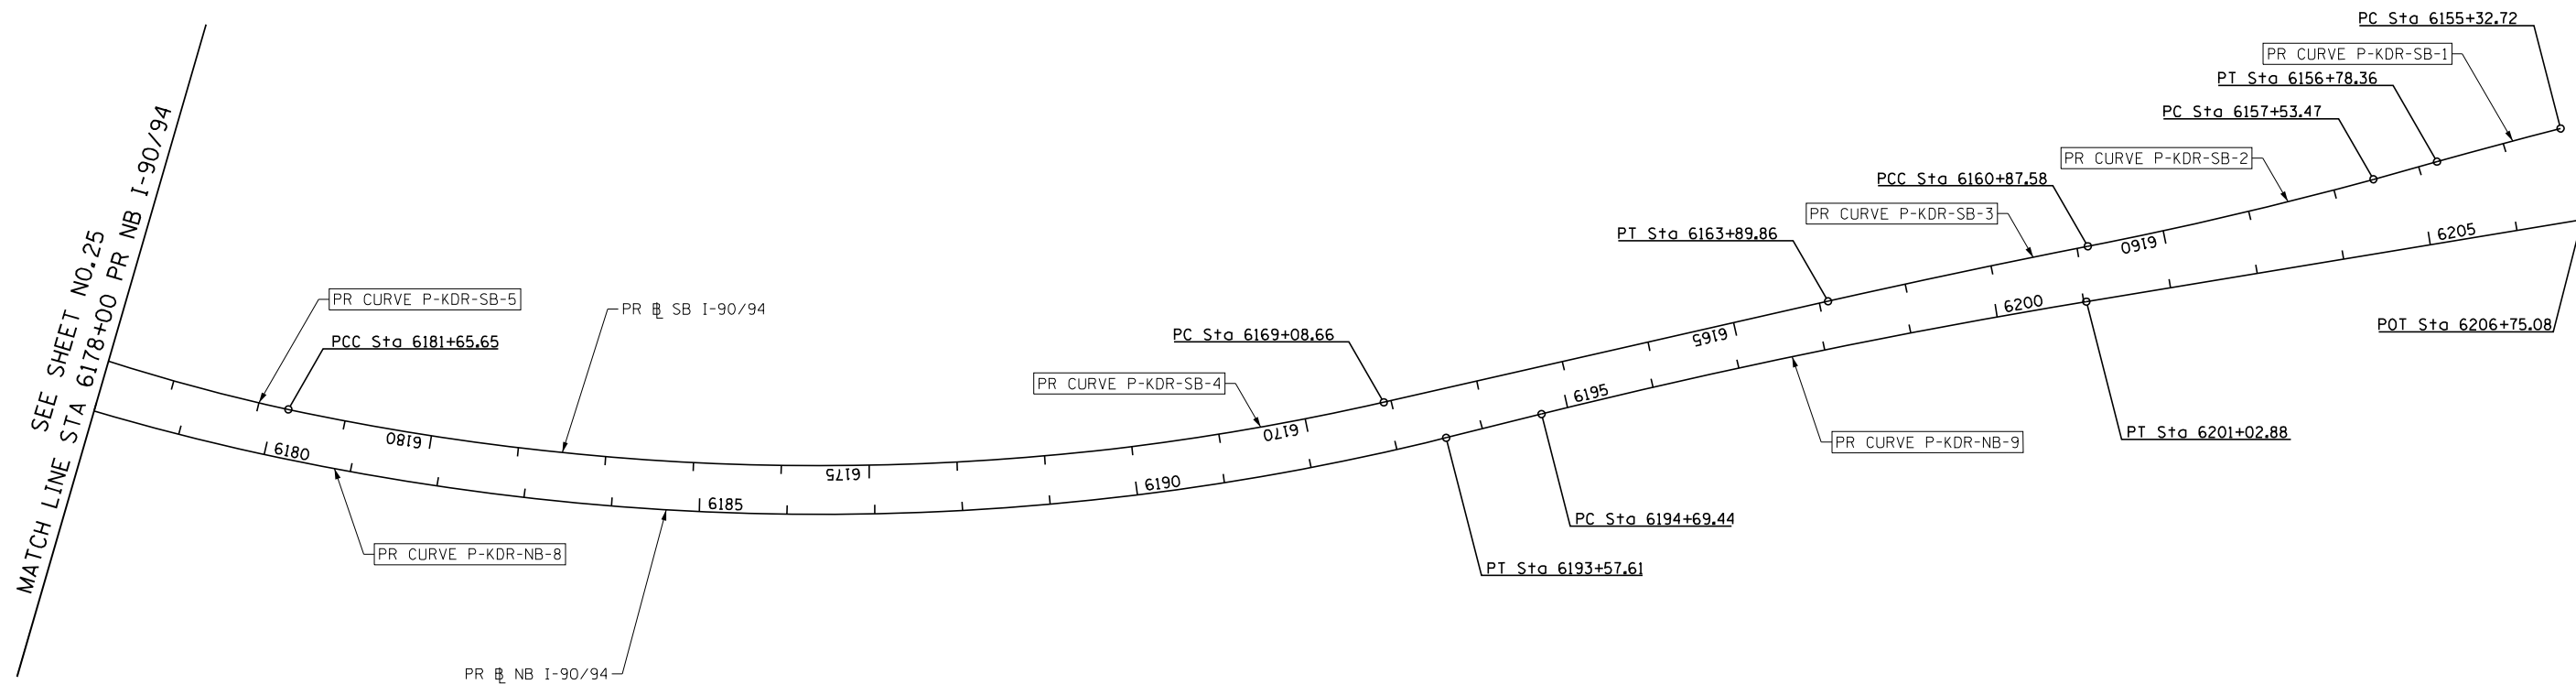 PC Sta 6155+32.72
PR CURVE P-KDR-SB-1
PT Sta 6156+78.36
PC Sta 6157+53.47
PR CURVE P-KDR-SB-2
PCC Sta 6160+87.58
PR CURVE P-KDR-SB-3
PT Sta 6163+89.86
6160
6205
SEE SHEET NO.25
MATCH LINE STA 6178+00 PR NB I-90/94
PR CURVE P-KDR-SB-5
PR ⅊ SB I-90/94
PCC Sta 6181+65.65
PC Sta 6169+08.66
6165
6200
POT Sta 6206+75.08
PR CURVE P-KDR-SB-4
6195
6170
6180
6180
6175
6190
6185
PT Sta 6201+02.88
PR CURVE P-KDR-NB-9
PC Sta 6194+69.44
PR CURVE P-KDR-NB-8
PT Sta 6193+57.61
PR ⅊ NB I-90/94